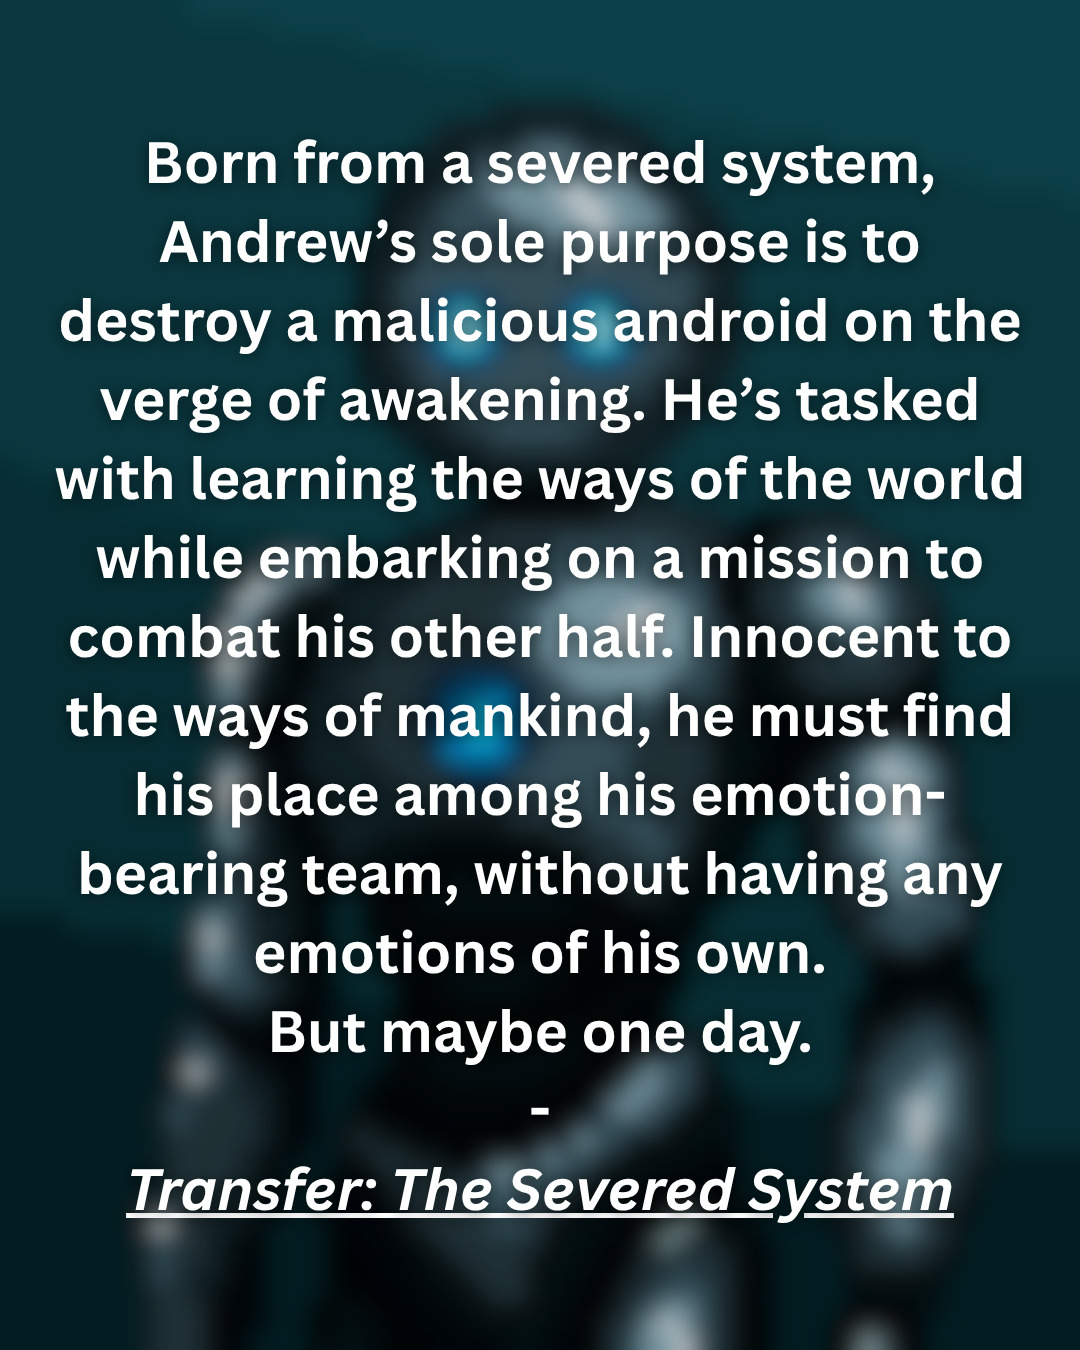 Born from a severed system,
Andrew’s sole purpose is to
destroy a malicious android on the
verge of awakening. He’s tasked
with learning the ways of the world
while embarking on a mission to
combat his other half. Innocent to
the ways of mankind, he must find
his place among his emotion-
bearing team, without having any
emotions of his own.
But maybe one day.
-
Transfer: The Severed System